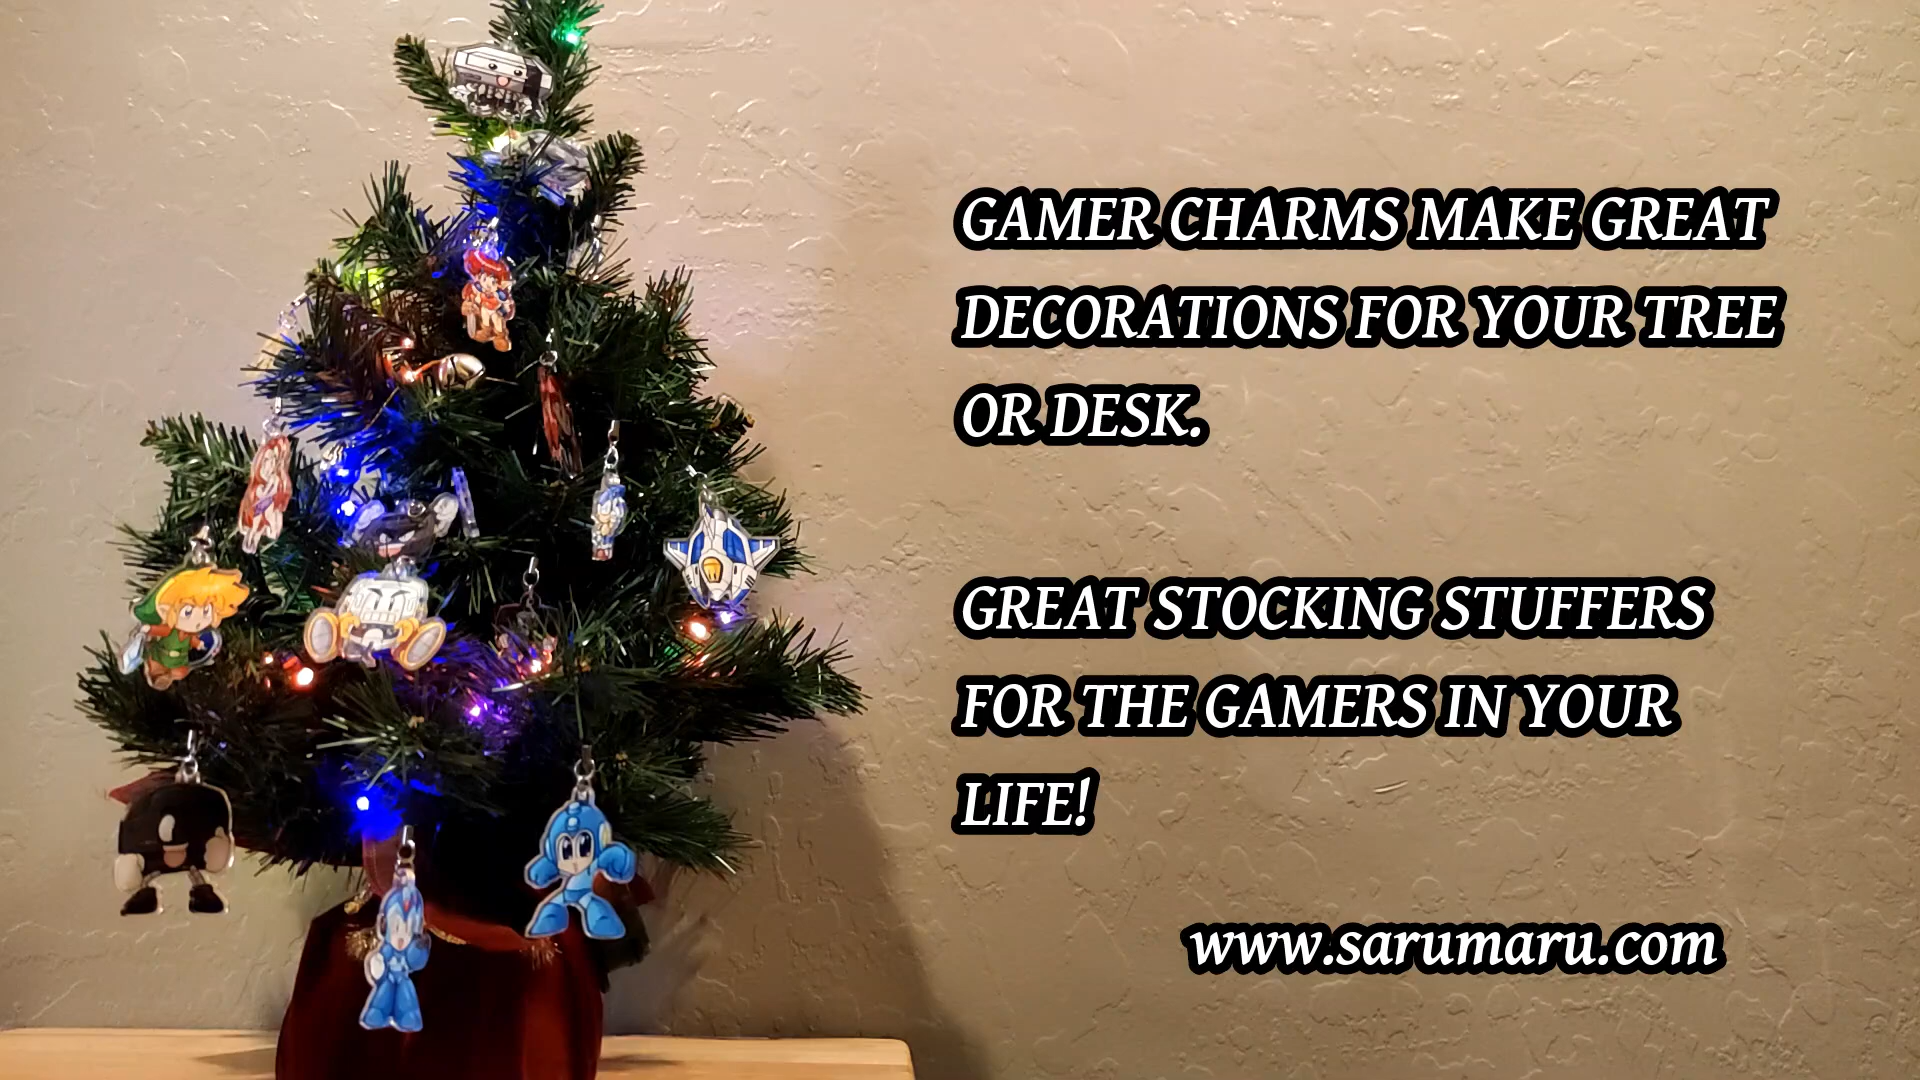 GAMER CHARMS MAKE GREAT
DECORATIONS FOR YOUR TREE
OR DESK.
GREAT STOCKING STUFFERS
FOR THE GAMERS IN YOUR
LIFE!
www.sarumaru.com